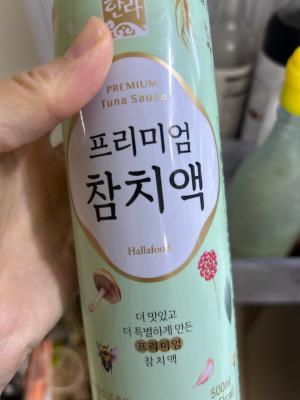 한라
PREMIUM
Tuna Sauce
프리미엄
참치액
Hallafood
더 맛있고
더 특별하게 만든
프리미엄
참치액
500ml